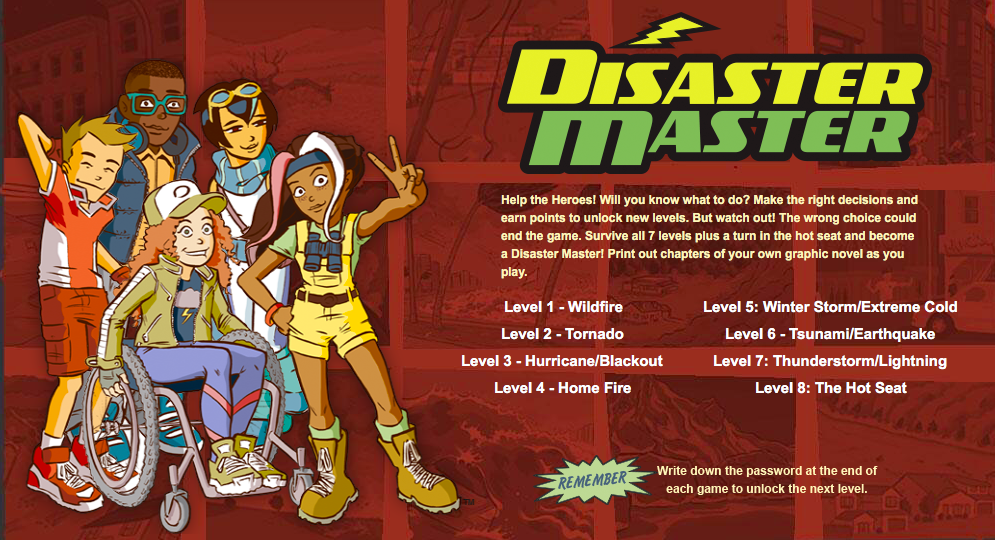 DISASTER
MASTER
Help the Heroes! Will you know what to do? Make the right decisions and
earn points to unlock new levels. But watch out! The wrong choice could
end the game. Survive all 7 levels plus a turn in the hot seat and become
a Disaster Master! Print out chapters of your own graphic novel as you
play.
Level 1 - Wildfire
Level 2 - Tornado
Level 3 - Hurricane/Blackout
Level 4 - Home Fire
Level 5: Winter Storm/Extreme Cold
Level 6 - Tsunami/Earthquake
Level 7: Thunderstorm/Lightning
Level 8: The Hot Seat
REMEMBER
Write down the password at the end of
each game to unlock the next level.